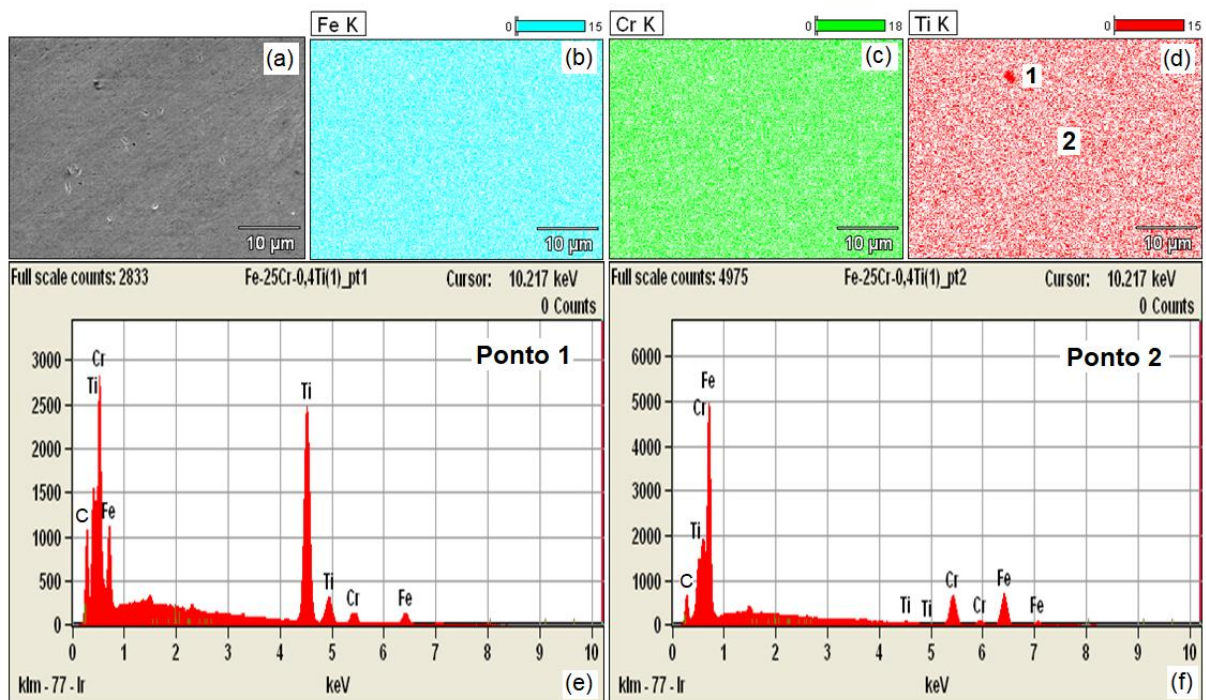 Fe K 0 15 Cr K 0 18 Ti K 0 15
(a) (b) (c) (d)
1
2
10 µm 10 µm 10 µm 10 µm
Full scale counts: 2833 Fe-25Cr-0,4Ti(1)_pt1 Cursor: 10.217 keV
0 Counts
3000
2500
2000
1500
1000
500
0
Ponto 1
Cr
Ti
C
Fe
Ti
Ti
Cr
Fe
0 1 2 3 4 5 6 7 8 9 10
klm - 77 - Ir keV (e)
Full scale counts: 4975 Fe-25Cr-0,4Ti(1)_pt2 Cursor: 10.217 keV
0 Counts
6000
5000
4000
3000
2000
1000
0
Ponto 2
Fe
Cr
Ti
C
Ti
Ti
Cr
Cr
Fe
Fe
0 1 2 3 4 5 6 7 8 9 10
klm - 77 - Ir keV (f)